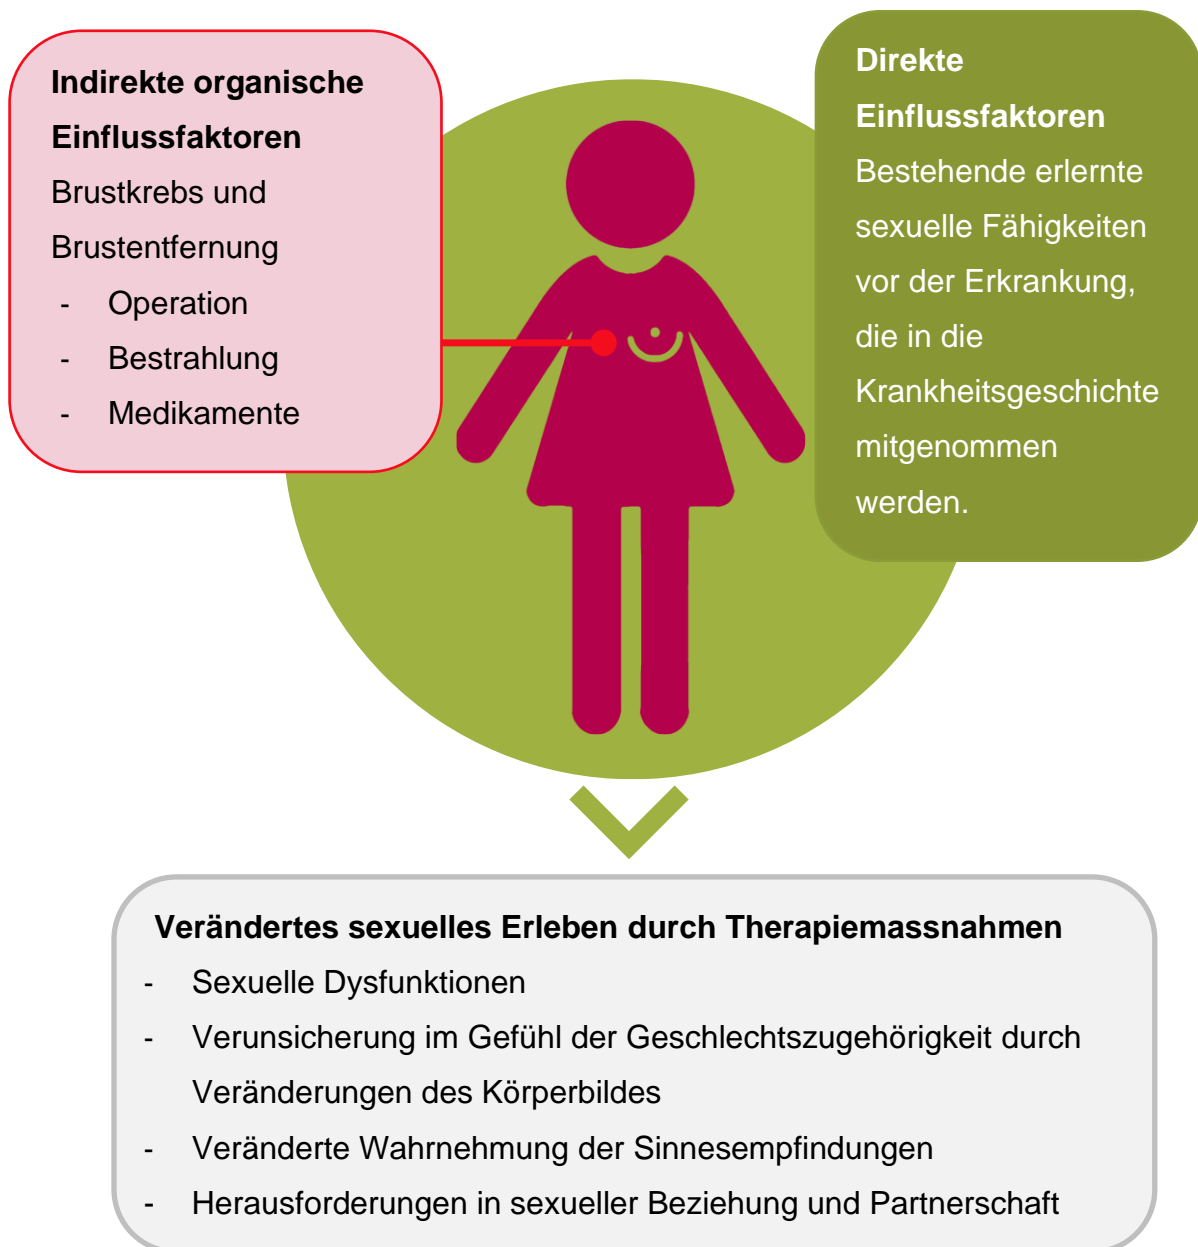 Indirekte organische
Einflussfaktoren
Brustkrebs und
Brustentfernung
- Operation
- Bestrahlung
- Medikamente
Direkte
Einflussfaktoren
Bestehende erlernte
sexuelle Fähigkeiten
vor der Erkrankung,
die in die
Krankheitsgeschichte
mitgenommen
werden.
Verändertes sexuelles Erleben durch Therapiemassnahmen
- Sexuelle Dysfunktionen
- Verunsicherung im Gefühl der Geschlechtszugehörigkeit durch
Veränderungen des Körperbildes
- Veränderte Wahrnehmung der Sinnesempfindungen
- Herausforderungen in sexueller Beziehung und Partnerschaft